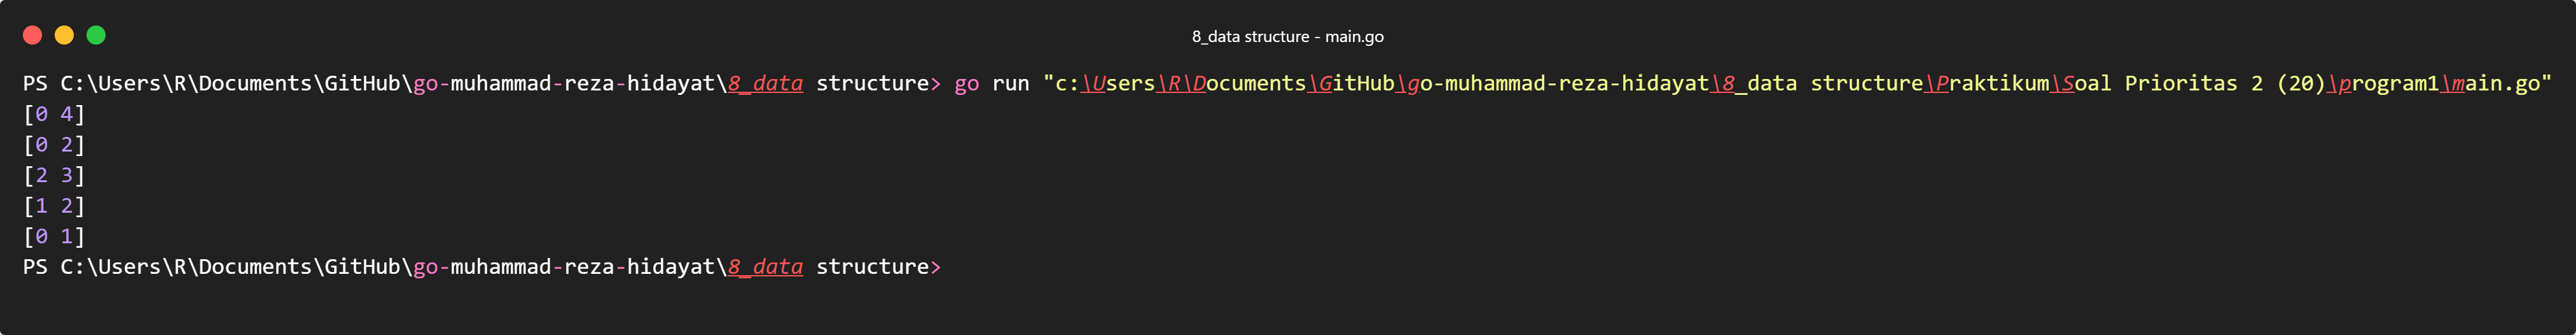 8_data structure - main.go
PS C:\Users\R\Documents\GitHub\go-muhammad-reza-hidayat\8_data structure> go run "c:\Users\R\Documents\GitHub\go-muhammad-reza-hidayat\8_data structure\Praktikum\Soal Prioritas 2 (20)\program1\main.go"
[0 4]
[0 2]
[2 3]
[1 2]
[0 1]
PS C:\Users\R\Documents\GitHub\go-muhammad-reza-hidayat\8_data structure>